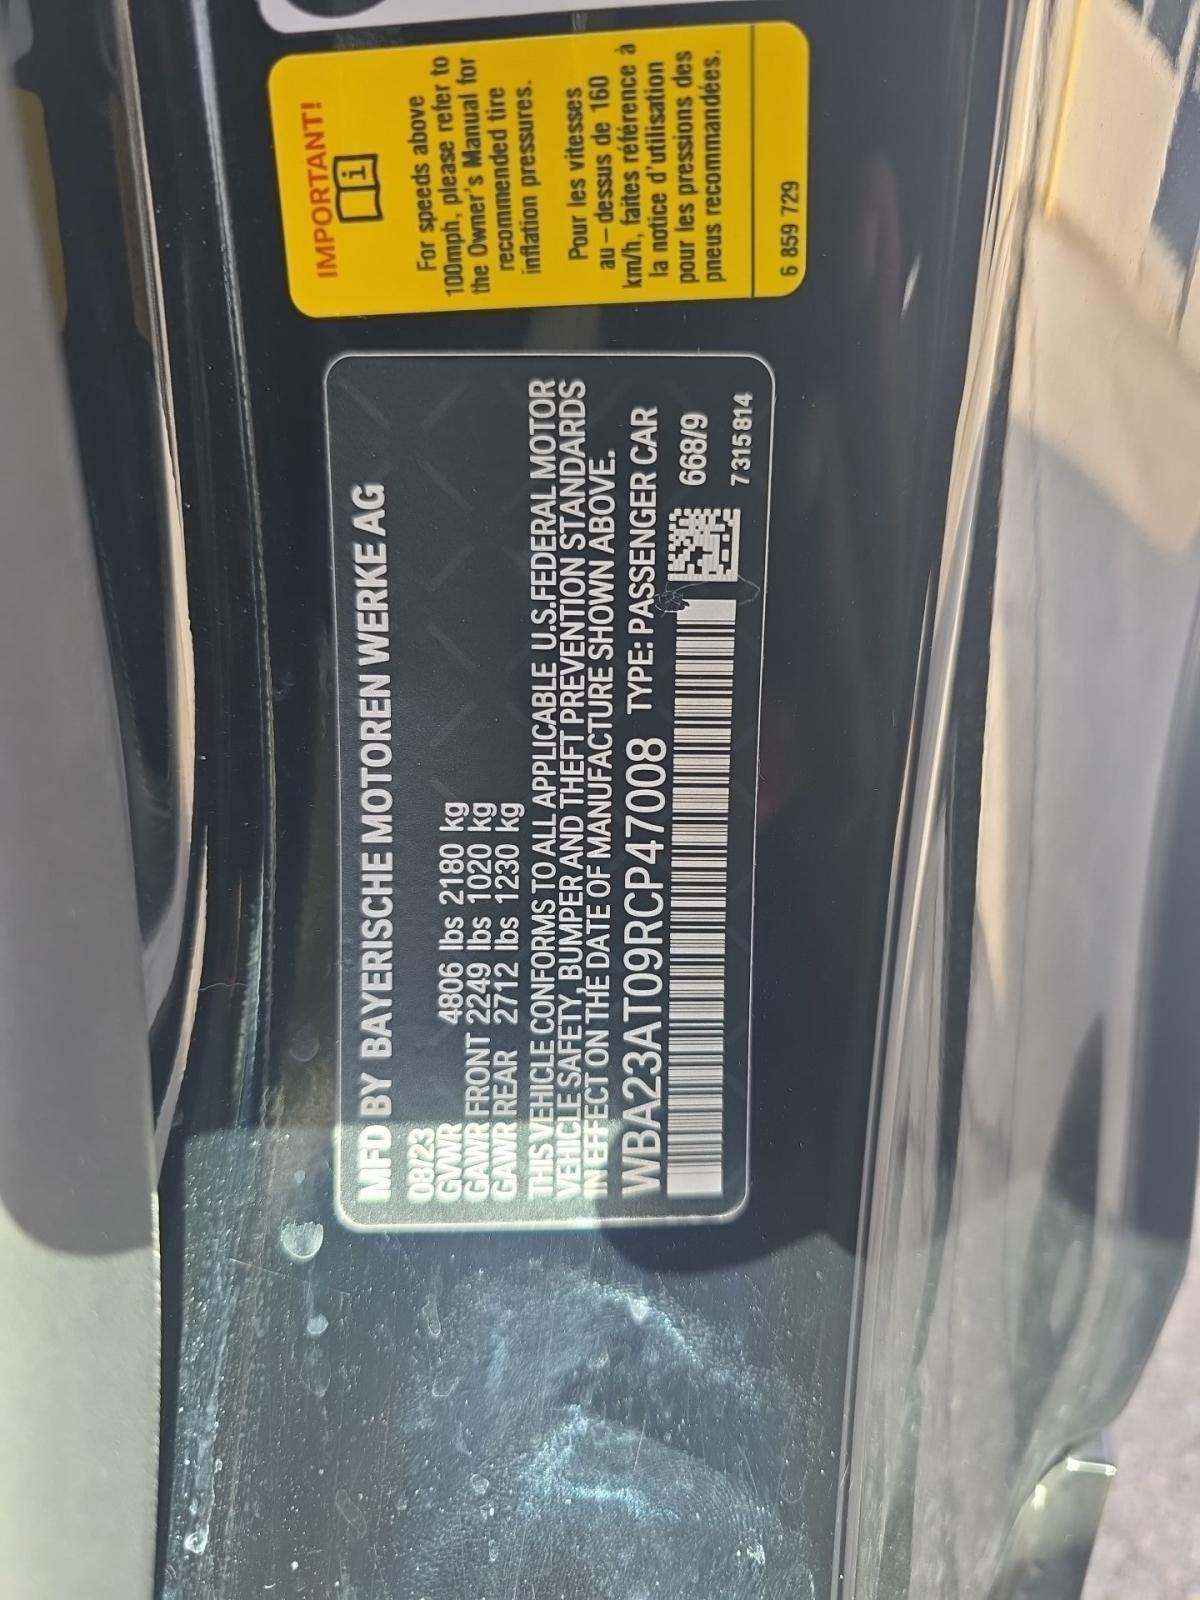 IMPORTANT!
For speeds above
100mph, please refer to
the Owner's Manual for
recommended tire
inflation pressures.
Pour les vitesses
au-dessus de 160
km/h, faites référence à
la notice d'utilisation
pour les pressions des
pneus recommandées.
6 859 729
MFD BY BAYERISCHE MOTOREN WERKE AG
08/23
GVWR 4806 lbs 2180 kg
GAWR FRONT 2249 lbs 1020 kg
GAWR REAR 2712 lbs 1230 kg
THIS VEHICLE CONFORMS TO ALL APPLICABLE U.S.FEDERAL MOTOR
VEHICLE SAFETY, BUMPER AND THEFT PREVENTION STANDARDS
IN EFFECT ON THE DATE OF MANUFACTURE SHOWN ABOVE.
WBA23AT09RCP47008 TYPE: PASSENGER CAR
668/9
7 315 814